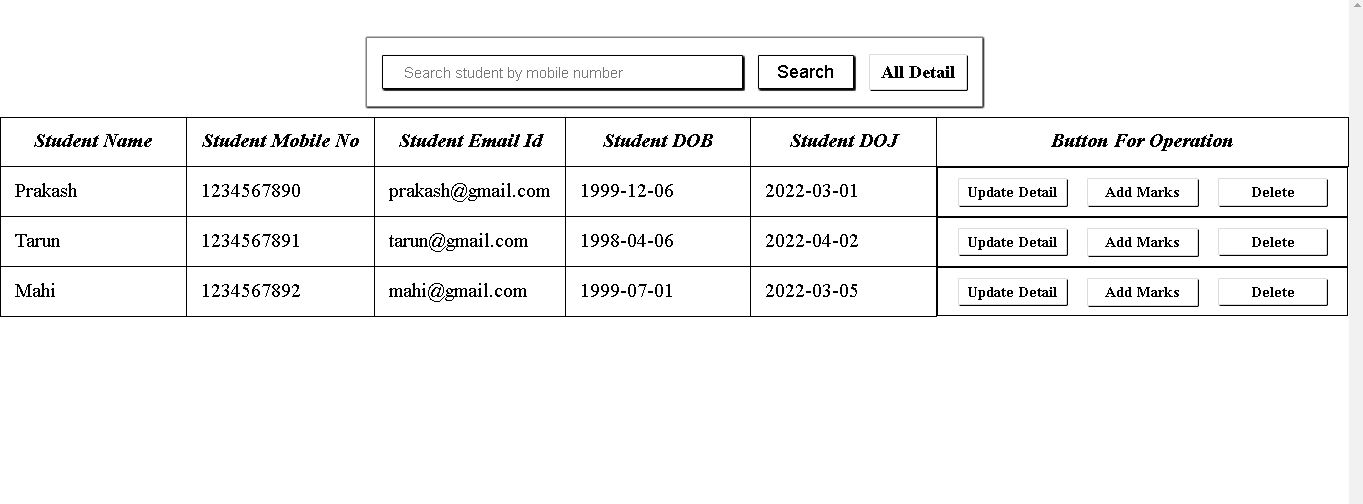 Search student by mobile number Search All Detail
Student Name Student Mobile No Student Email Id Student DOB Student DOJ Button For Operation
Prakash 1234567890 prakash@gmail.com 1999-12-06 2022-03-01 Update Detail Add Marks Delete
Tarun 1234567891 tarun@gmail.com 1998-04-06 2022-04-02 Update Detail Add Marks Delete
Mahi 1234567892 mahi@gmail.com 1999-07-01 2022-03-05 Update Detail Add Marks Delete